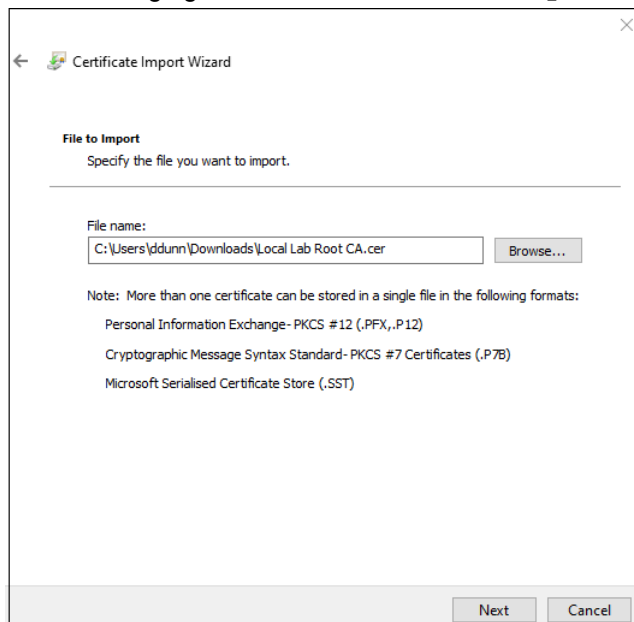 Certificate Import Wizard
File to Import
Specify the file you want to import.
File name:
C:\Users\ddunn\Downloads\Local Lab Root CA.cer
Browse...
Note: More than one certificate can be stored in a single file in the following formats:
Personal Information Exchange- PKCS #12 (.PFX,.P12)
Cryptographic Message Syntax Standard- PKCS #7 Certificates (.P7B)
Microsoft Serialised Certificate Store (.SST)
Next
Cancel